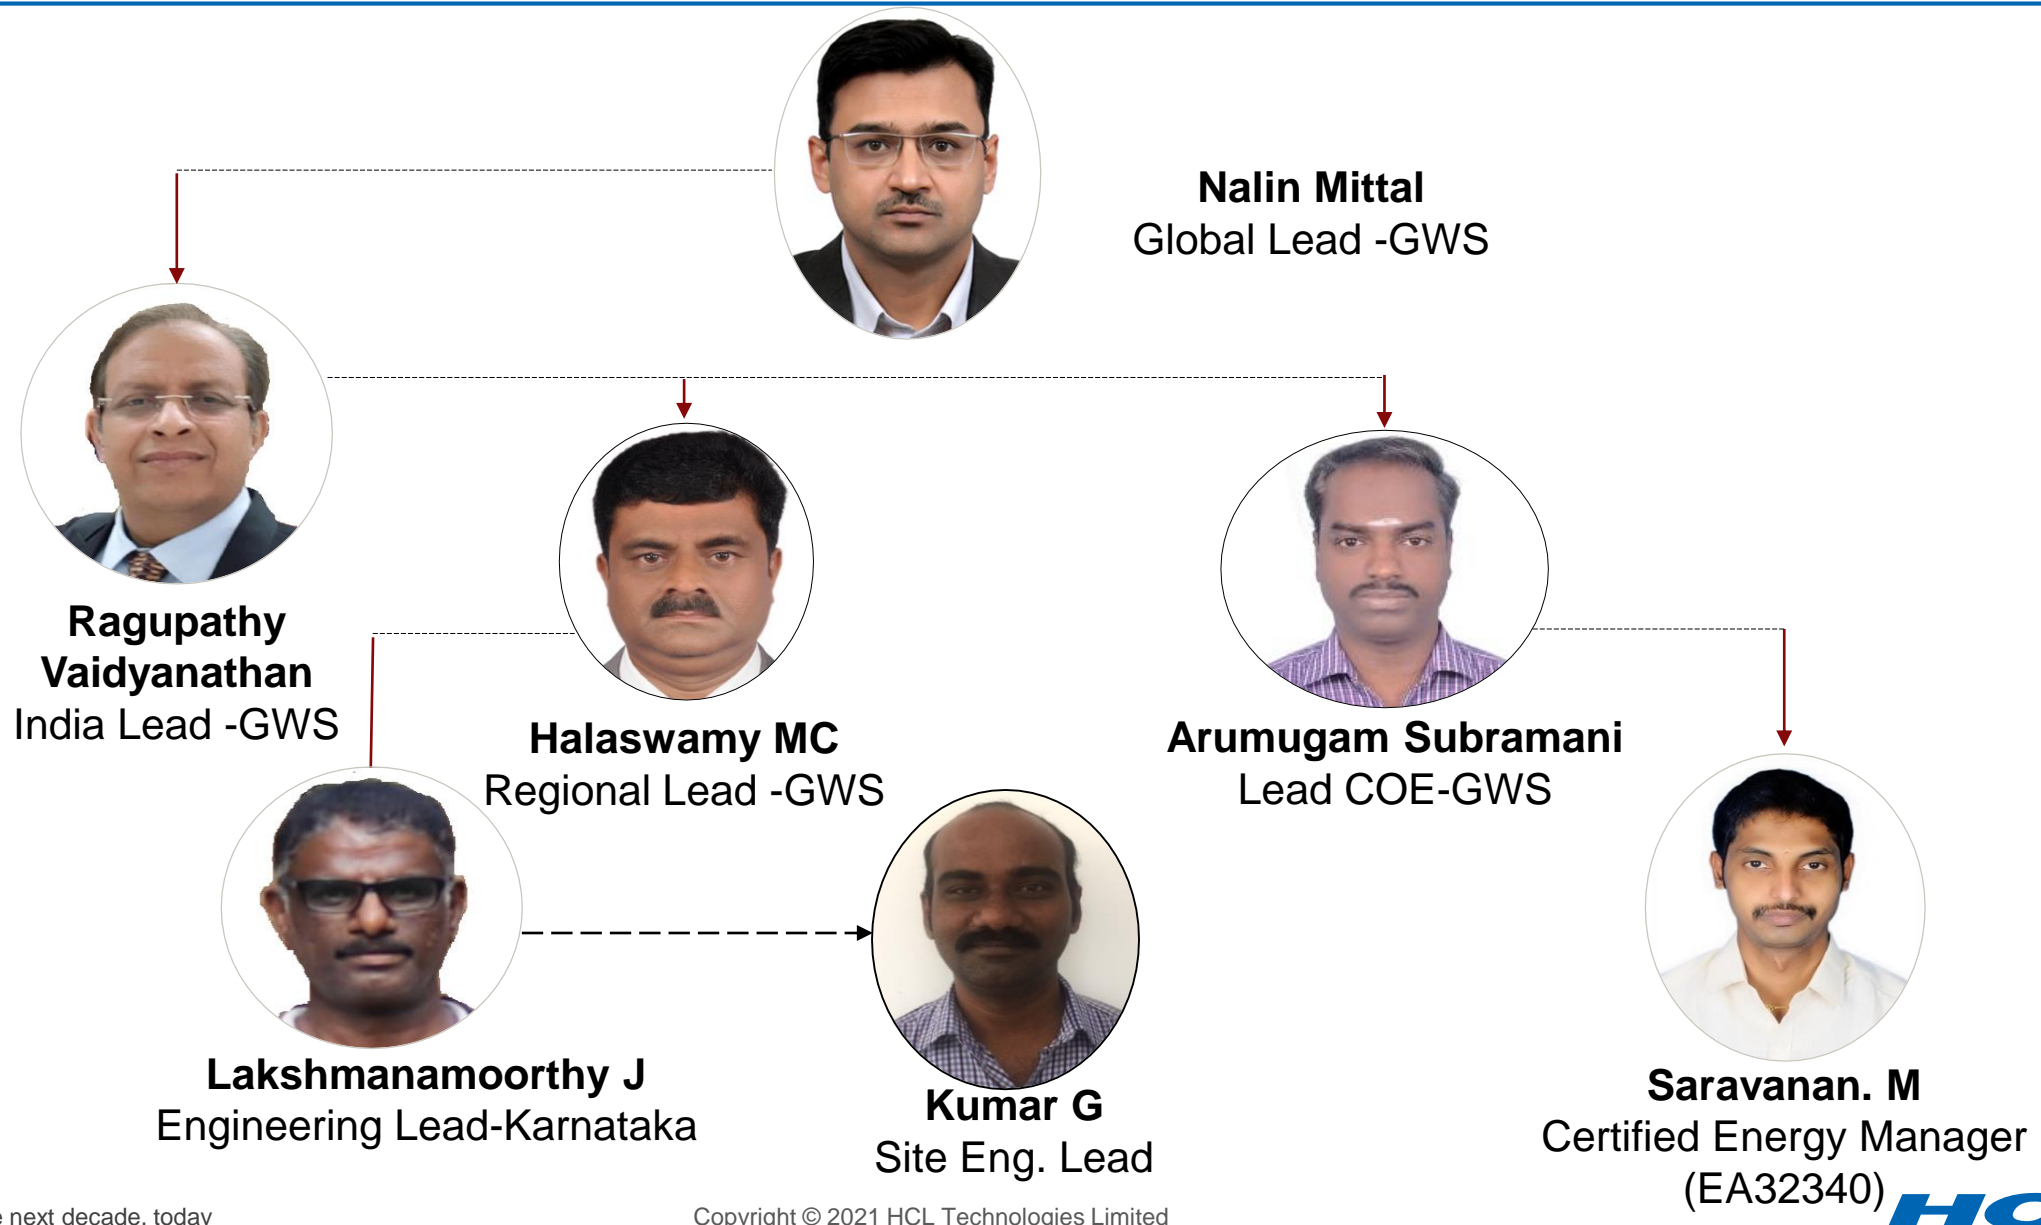 Nalin Mittal
Global Lead -GWS
Ragupathy
Vaidyanathan
India Lead -GWS
Halaswamy MC
Regional Lead -GWS
Arumugam Subramani
Lead COE-GWS
Lakshmanamoorthy J
Engineering Lead-Karnataka
Kumar G
Site Eng. Lead
Saravanan. M
Certified Energy Manager
(EA32340)
next decade, today
Copyright © 2021 HCL Technologies Limited
HC